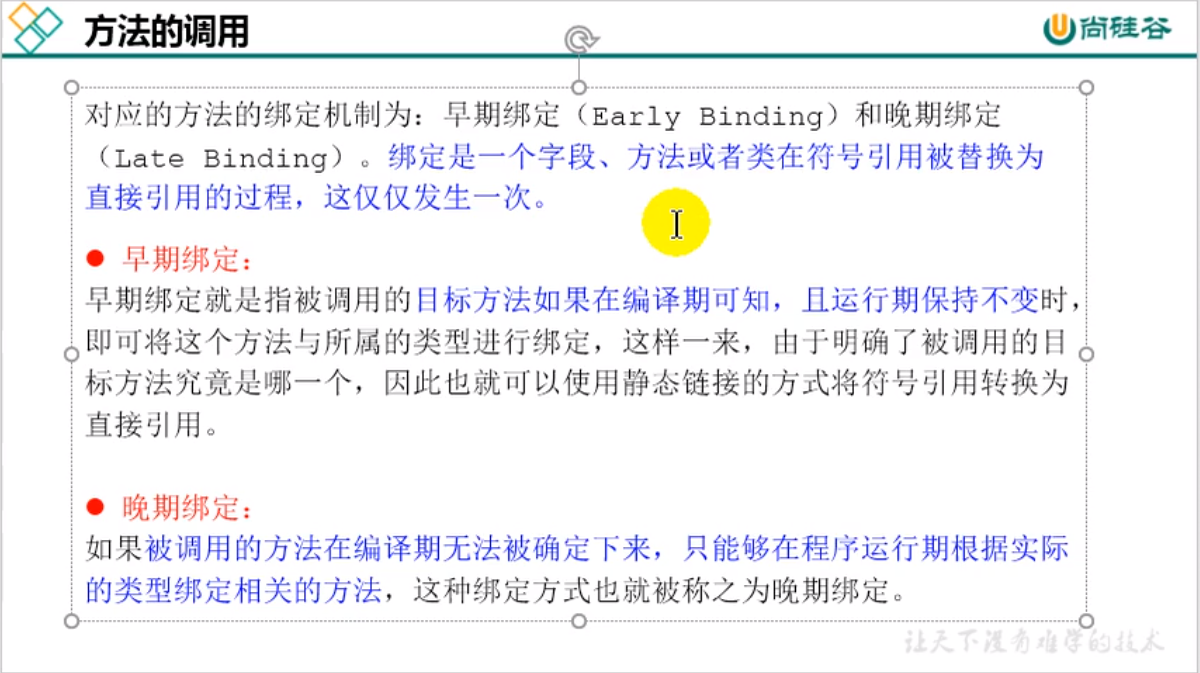 方法的调用
尚硅谷
对应的方法的绑定机制为：早期绑定（Early Binding）和晚期绑定
（Late Binding）。绑定是一个字段、方法或者类在符号引用被替换为
直接引用的过程，这仅仅发生一次。
● 早期绑定：
早期绑定就是指被调用的目标方法如果在编译期可知，且运行期保持不变时，
即可将这个方法与所属的类型进行绑定，这样一来，由于明确了被调用的目
标方法究竟是哪一个，因此也就可以使用静态链接的方式将符号引用转换为
直接引用。
● 晚期绑定：
如果被调用的方法在编译期无法被确定下来，只能够在程序运行期根据实际
的类型绑定相关的方法，这种绑定方式也就被称之为晚期绑定。
让天下没有难学的技术